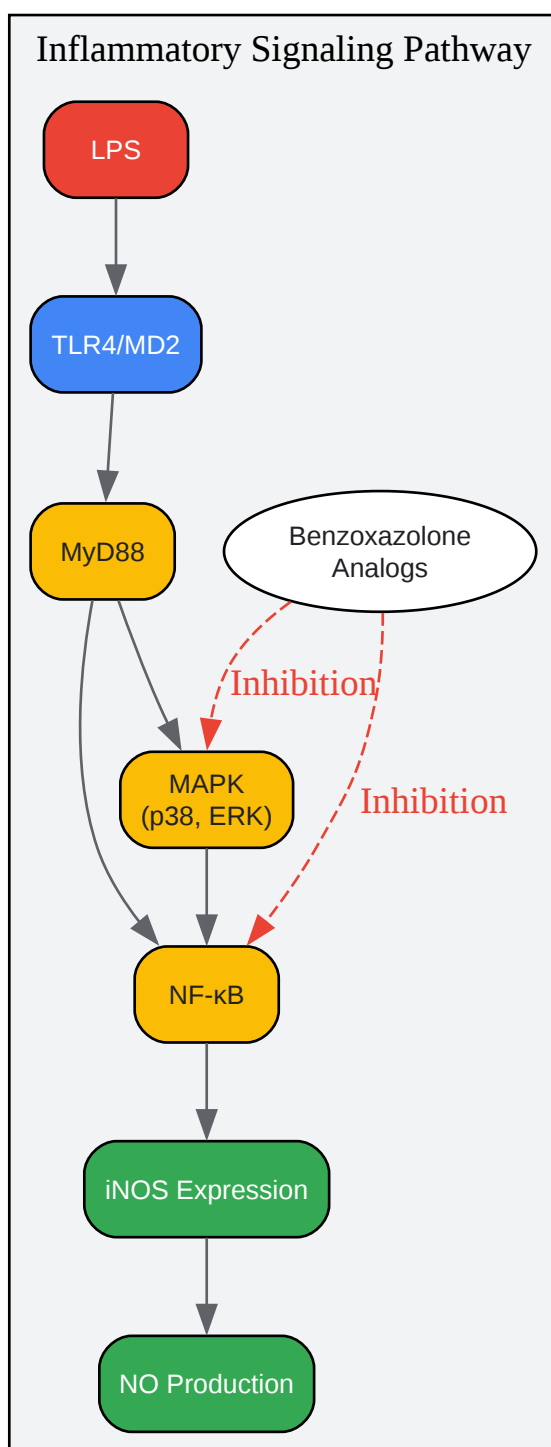 Inflammatory Signaling Pathway
LPS
TLR4/MD2
MyD88
Benzoxazolone
Analogs
Inhibition
MAPK
(p38, ERK)
Inhibition
NF-κB
iNOS Expression
NO Production